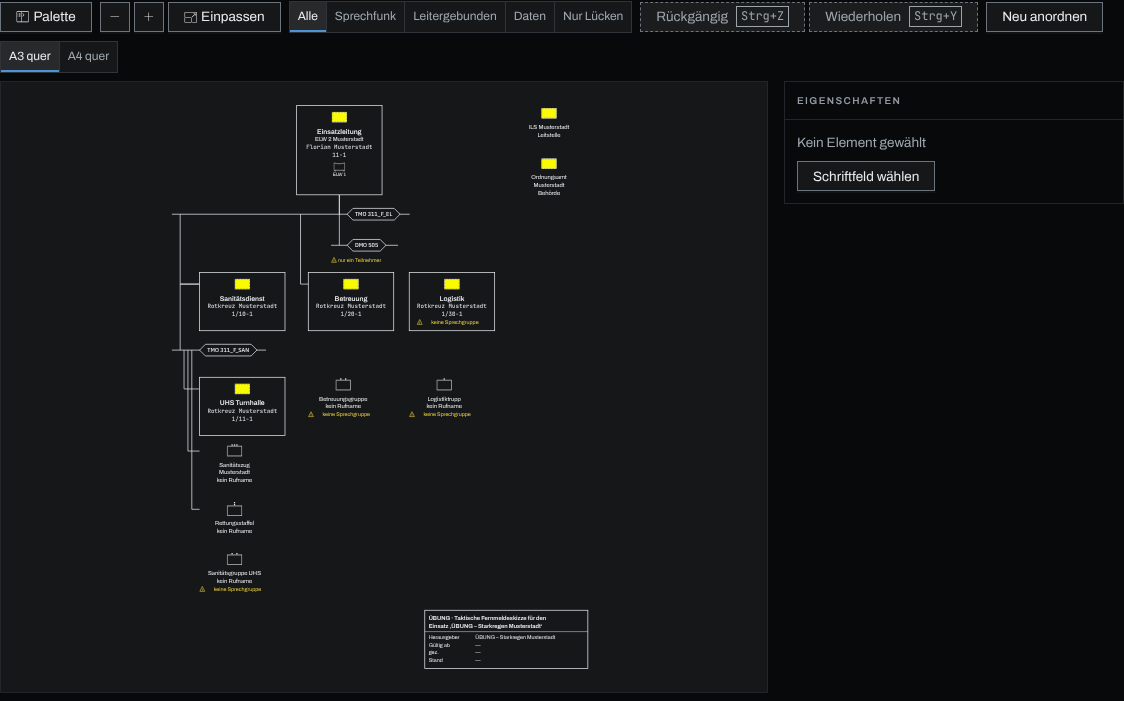 Palette
−
+
Einpassen
Alle
Sprechfunk
Leitergebunden
Daten
Nur Lücken
Rückgängig Strg+Z
Wiederholen Strg+Y
Neu anordnen
A3 quer
A4 quer
EIGENSCHAFTEN
Kein Element gewählt
Schriftfeld wählen
Einsatzleitung
ELW 2 Musterstadt
Florian Musterstadt
11-1
ELW 1
ILS Musterstadt
Leitstelle
Ordnungsamt
Musterstadt
Behörde
TMO 311_F_EL
DMO 505
nur ein Teilnehmer
Sanitätsdienst
Rotkreuz Musterstadt
1/10-1
Betreuung
Rotkreuz Musterstadt
1/20-1
Logistik
Rotkreuz Musterstadt
1/30-1
keine Sprechgruppe
TMO 311_F_SAN
UHS Turnhalle
Rotkreuz Musterstadt
1/11-1
Betreuungsgruppe
kein Rufname
keine Sprechgruppe
Logistiktrupp
kein Rufname
keine Sprechgruppe
Sanitätszug
Musterstadt
kein Rufname
Rettungsstaffel
kein Rufname
Sanitätsgruppe UHS
kein Rufname
keine Sprechgruppe
ÜBUNG · Taktische Fernmeldeskizze für den
Einsatz ‚ÜBUNG – Starkregen Musterstadt‘
Herausgeber ÜBUNG – Starkregen Musterstadt
Gültig ab —
gez. —
Stand —